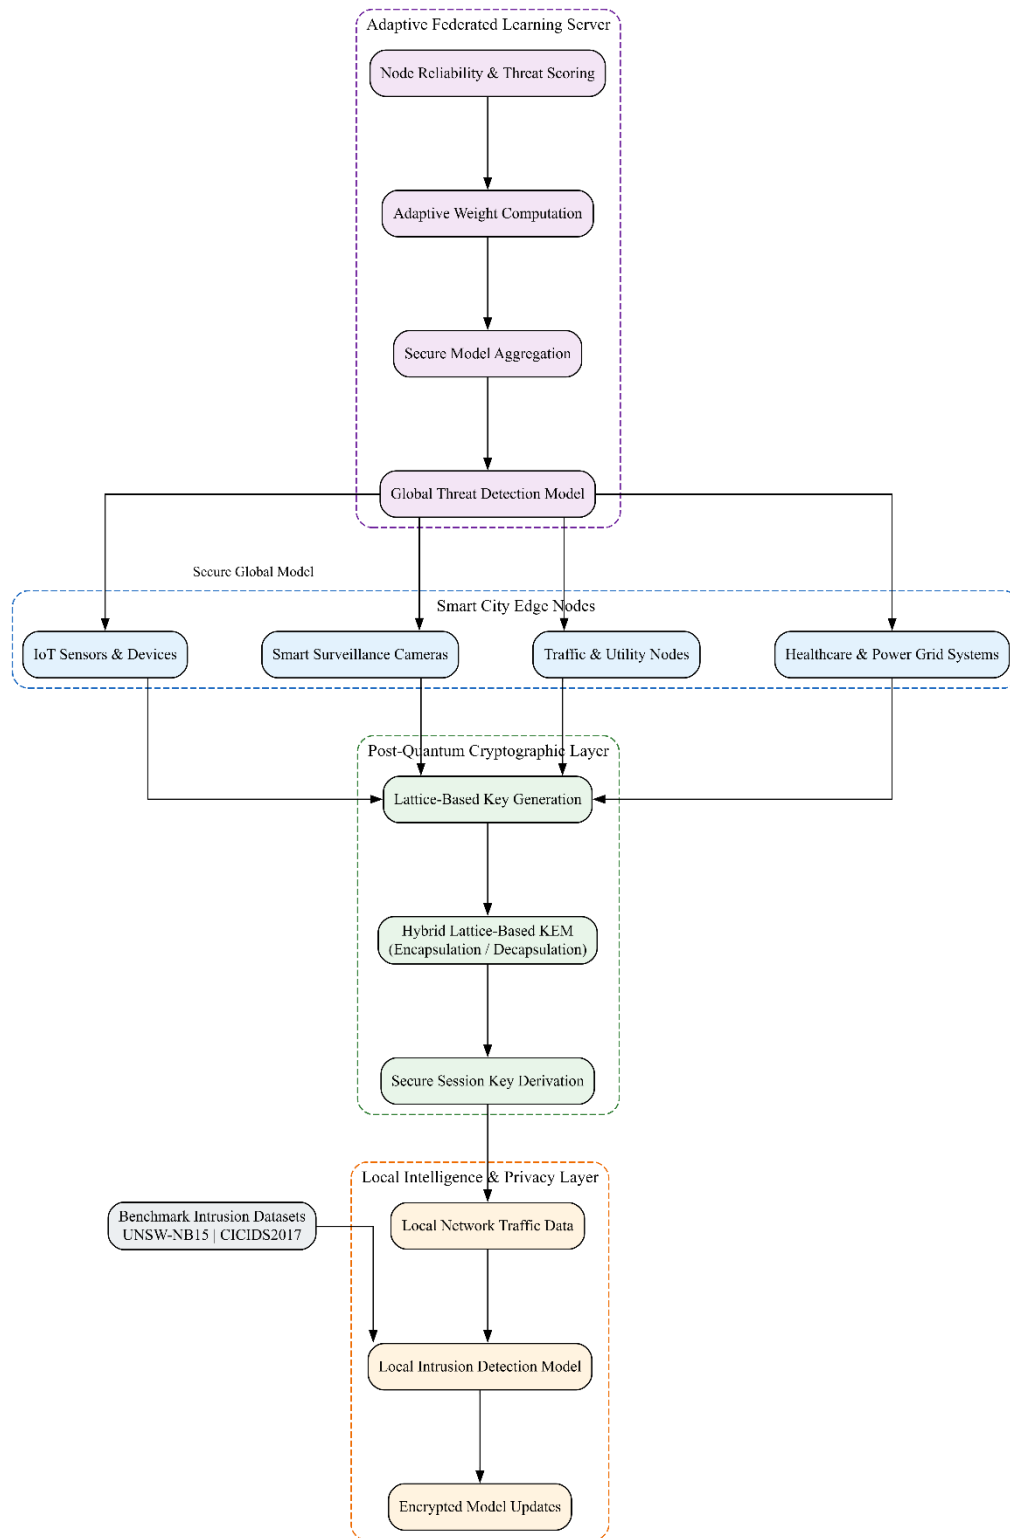 Adaptive Federated Learning Server
Node Reliability & Threat Scoring
Adaptive Weight Computation
Secure Model Aggregation
Global Threat Detection Model
Secure Global Model
Smart City Edge Nodes
IoT Sensors & Devices
Smart Surveillance Cameras
Traffic & Utility Nodes
Healthcare & Power Grid Systems
Post-Quantum Cryptographic Layer
Lattice-Based Key Generation
Hybrid Lattice-Based KEM
(Encapsulation / Decapsulation)
Secure Session Key Derivation
Local Intelligence & Privacy Layer
Benchmark Intrusion Datasets
UNSW-NB15 | CICIDS2017
Local Network Traffic Data
Local Intrusion Detection Model
Encrypted Model Updates